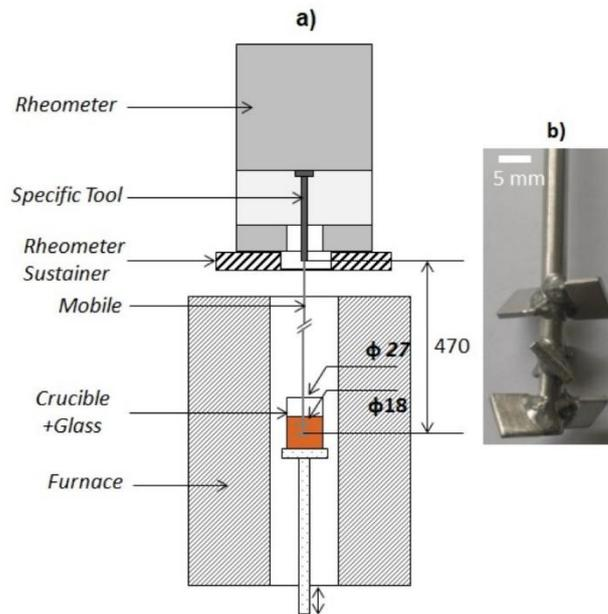 a)
Rheometer
Specific Tool
Rheometer
Sustainer
Mobile
Crucible
+Glass
Furnace
ϕ 27
ϕ18
470
b)
5 mm